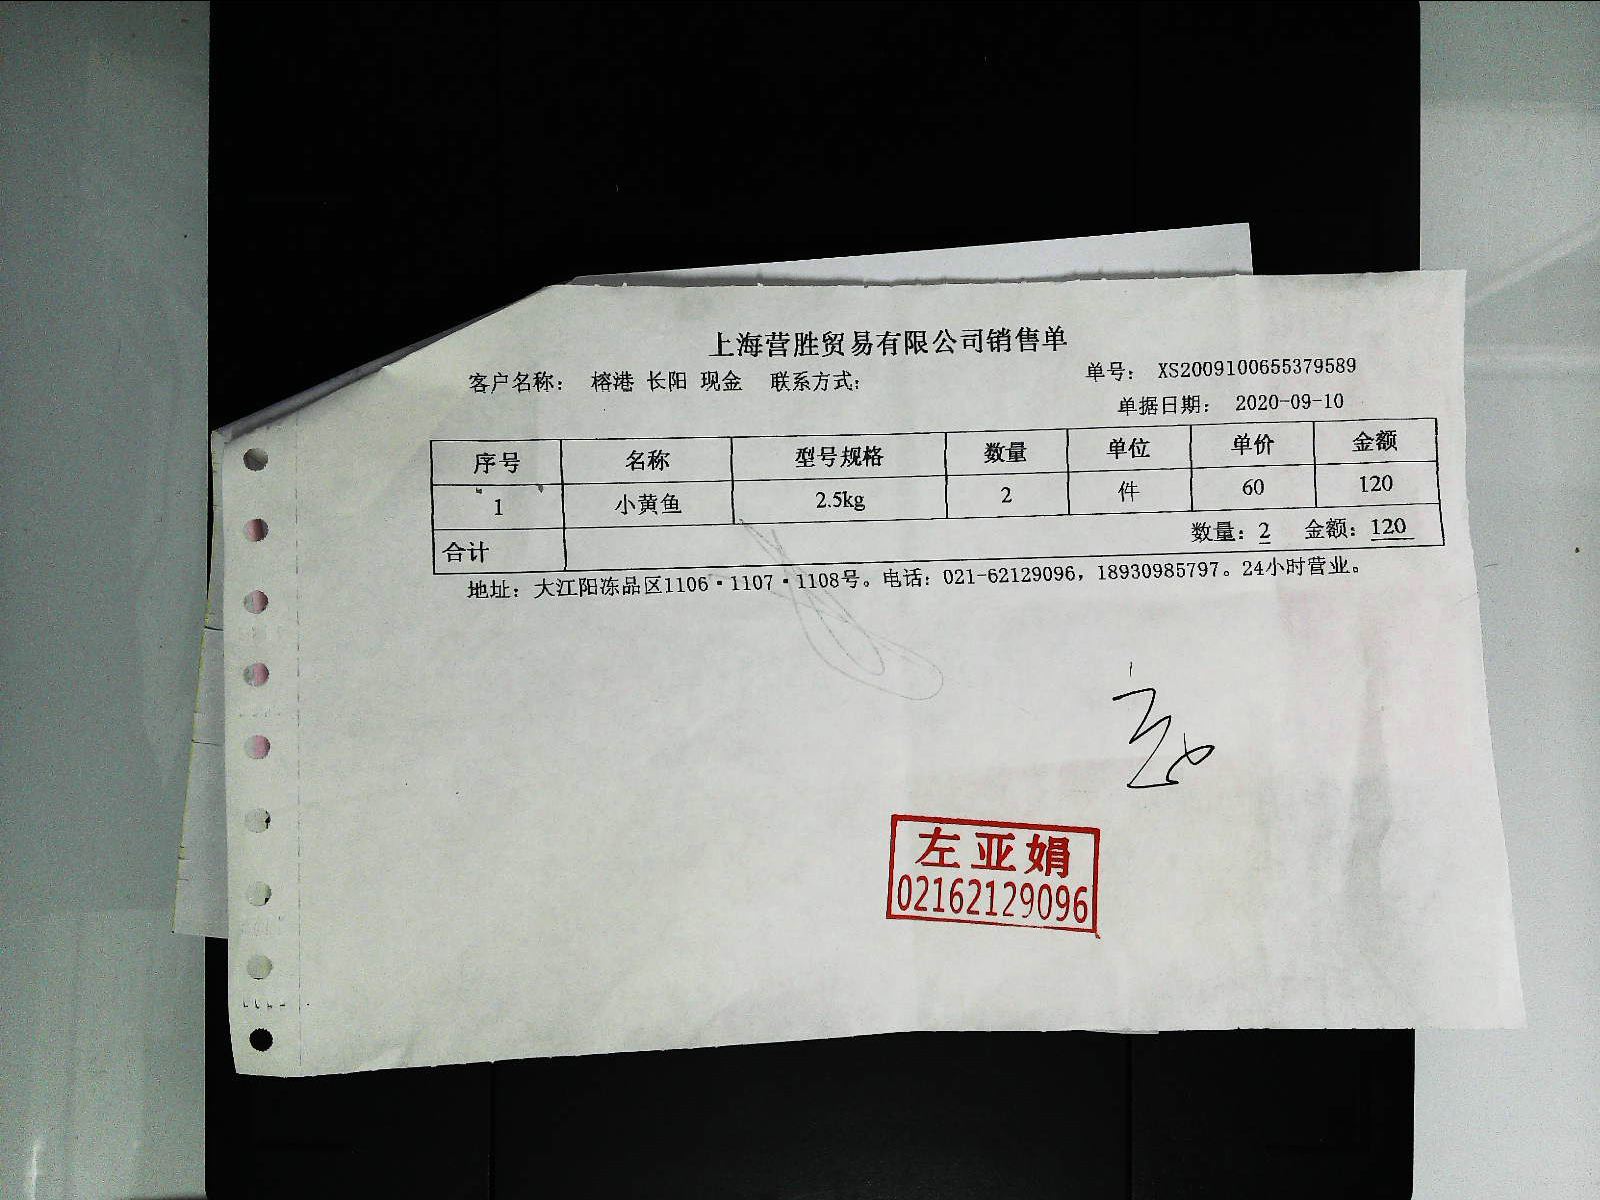 上海营胜贸易有限公司销售单
客户名称： 榕港 长阳 现金 联系方式：
单号： XS2009100655379589
单据日期： 2020-09-10
序号 名称 型号规格 数量 单位 单价 金额
1 小黄鱼 2.5kg 2 件 60 120
合计 数量：2 金额：120
地址：大江阳冻品区1106·1107·1108号。电话：021-62129096，18930985797。24小时营业。
左亚娟
02162129096